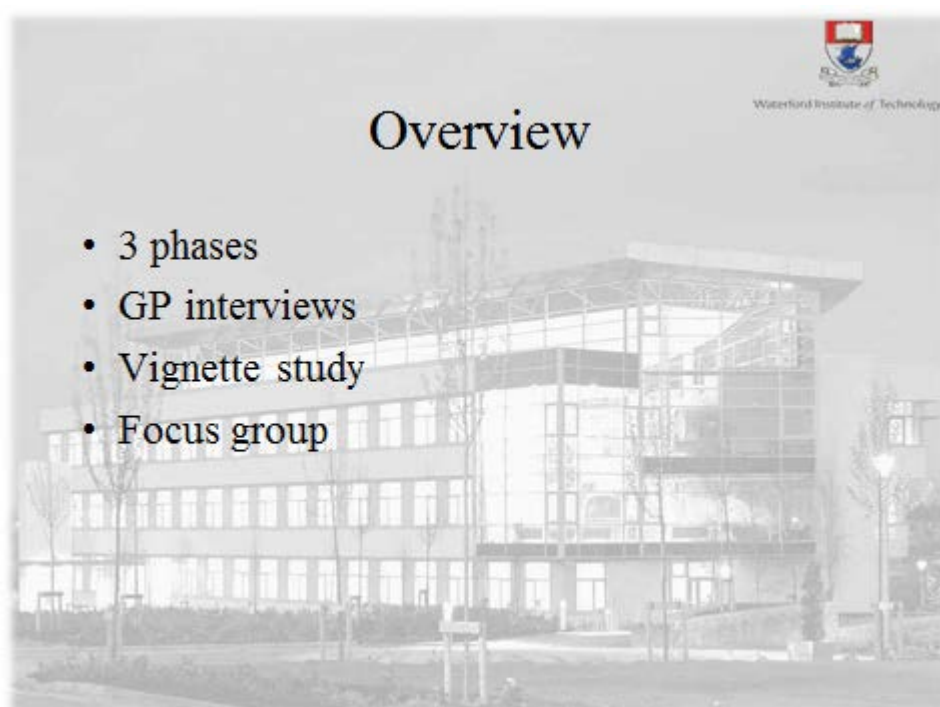 Waterford Institute of Technology
Overview
• 3 phases
• GP interviews
• Vignette study
• Focus group